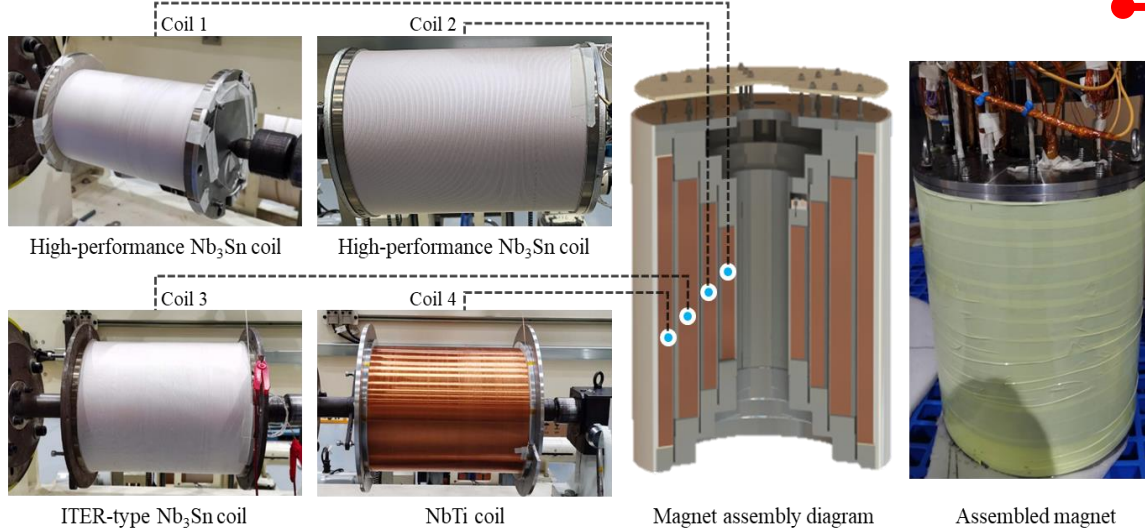 Coil 1
Coil 2
High-performance Nb₃Sn coil
High-performance Nb₃Sn coil
Coil 3
Coil 4
ITER-type Nb₃Sn coil
NbTi coil
Magnet assembly diagram
Assembled magnet